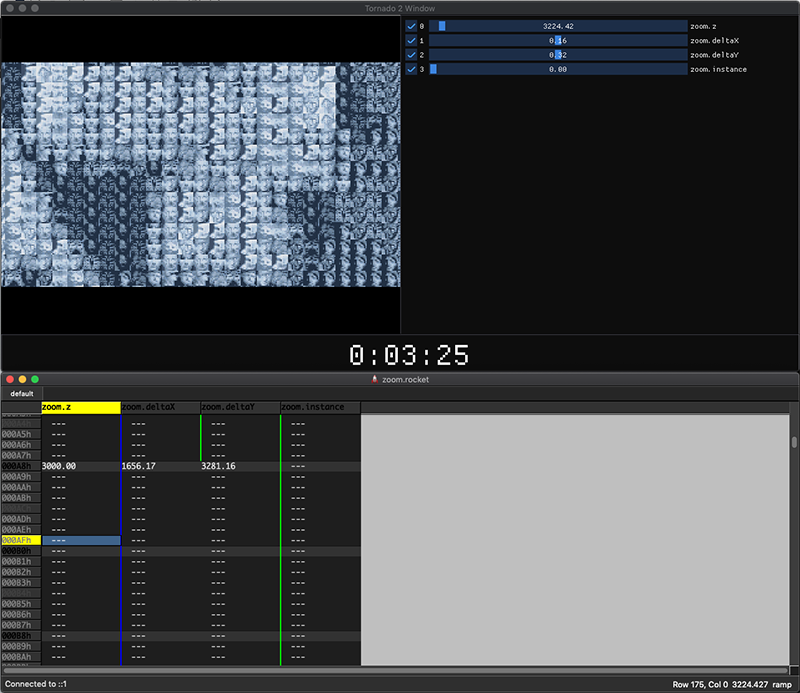 Tornado 2 Window
0 3224.42 zoom.z
1 0.16 zoom.deltaX
2 0.32 zoom.deltaY
3 0.00 zoom.instance
0:03:25
zoom.rocket
default
zoom.z zoom.deltaX zoom.deltaY zoom.instance
--- --- --- ---
000A5h --- --- --- ---
000A6h --- --- --- ---
000A7h --- --- --- ---
000A8h 3000.00 1656.17 3281.16 ---
000A9h --- --- --- ---
000AAh --- --- --- ---
000ABh --- --- --- ---
000ACh --- --- --- ---
000ADh --- --- --- ---
000AEh --- --- --- ---
000AFh --- --- --- ---
000B0h --- --- --- ---
000B1h --- --- --- ---
000B2h --- --- --- ---
000B3h --- --- --- ---
000B4h --- --- --- ---
000B5h --- --- --- ---
000B6h --- --- --- ---
000B7h --- --- --- ---
000B8h --- --- --- ---
000B9h --- --- --- ---
000BAh --- --- --- ---
Connected to ::1
Row 175, Col 0 3224.427 ramp